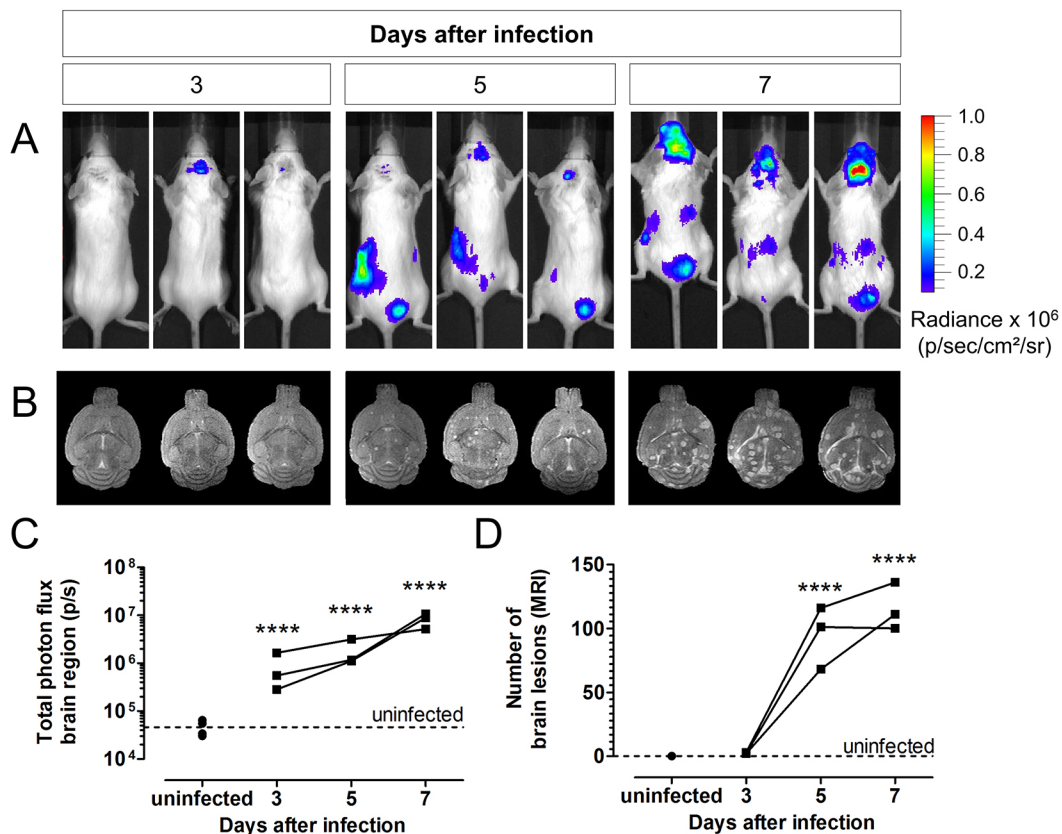 Days after infection
3
5
7
A
1.0
0.8
0.6
0.4
0.2
Radiance x 10⁶
(p/sec/cm²/sr)
B
C
Total photon flux
brain region (p/s)
10⁸
10⁷
10⁶
10⁵
10⁴
****
****
****
uninfected
uninfected
3
5
7
Days after infection
D
Number of
brain lesions (MRI)
150
100
50
0
****
****
uninfected
uninfected
3
5
7
Days after infection